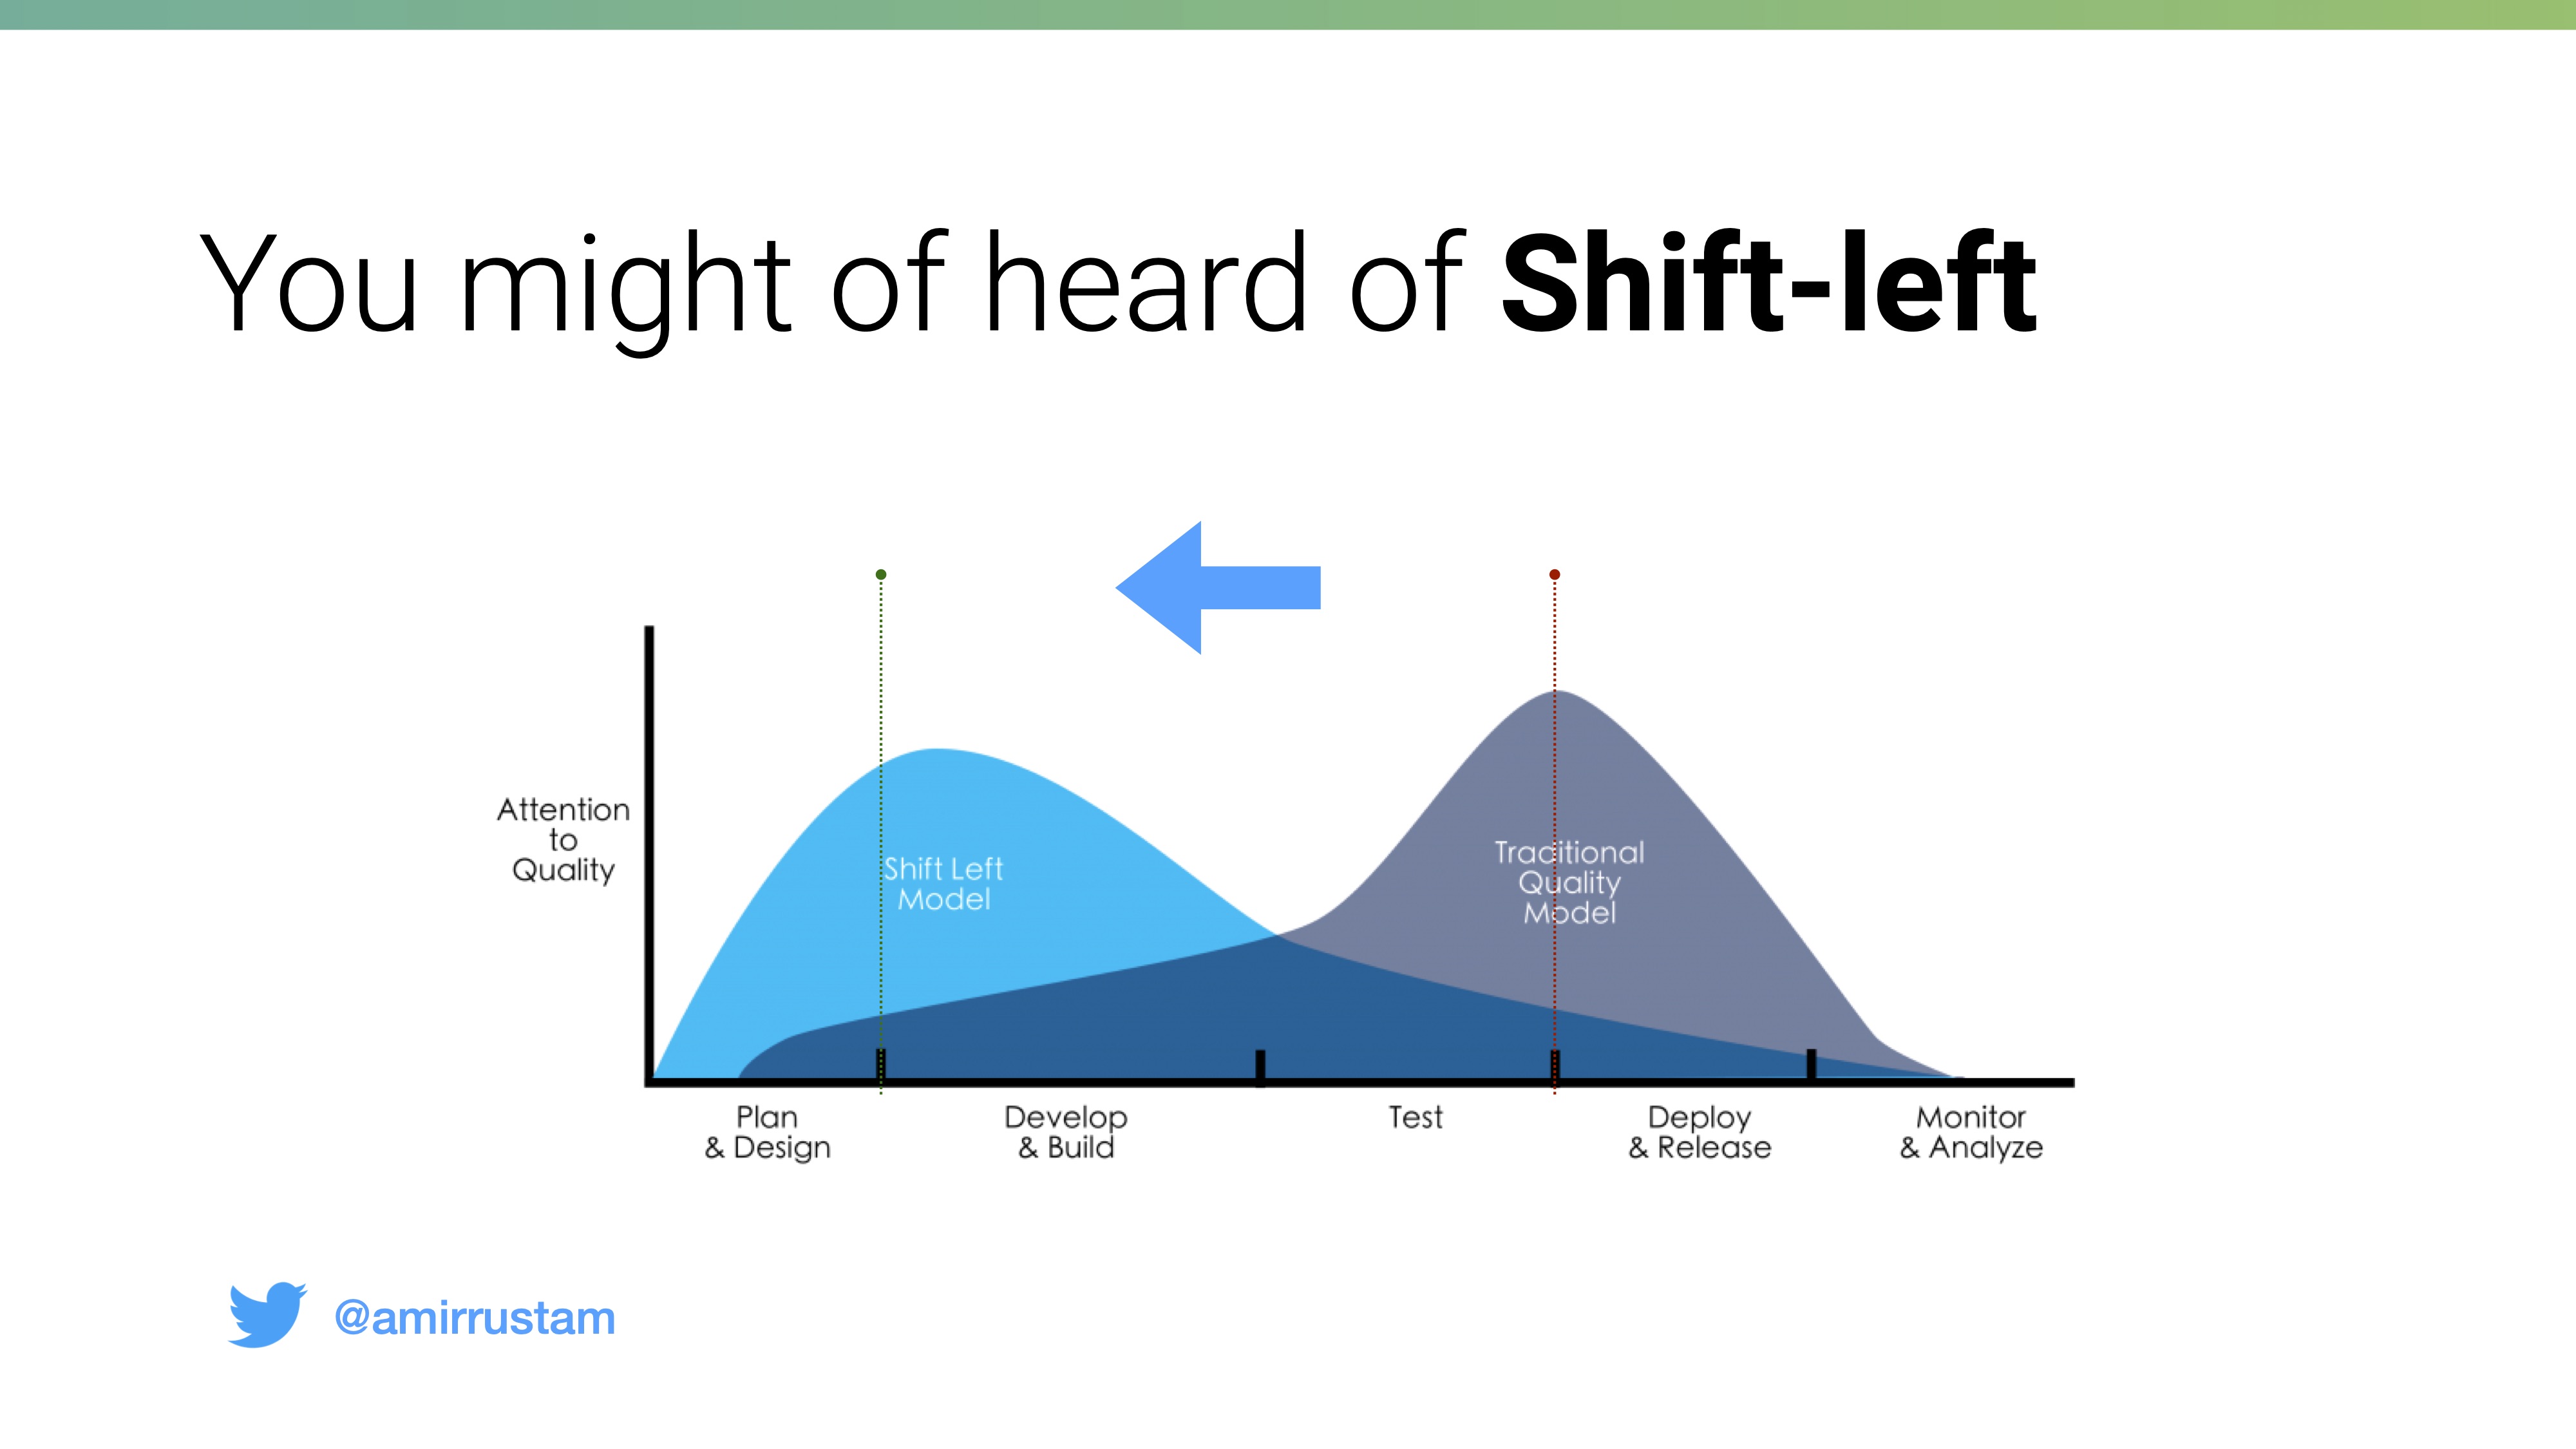 You might of heard of Shift-left
Attention
to
Quality
Shift Left
Model
Traditional
Quality
Model
Plan
& Design
Develop
& Build
Test
Deploy
& Release
Monitor
& Analyze
@amirrustam